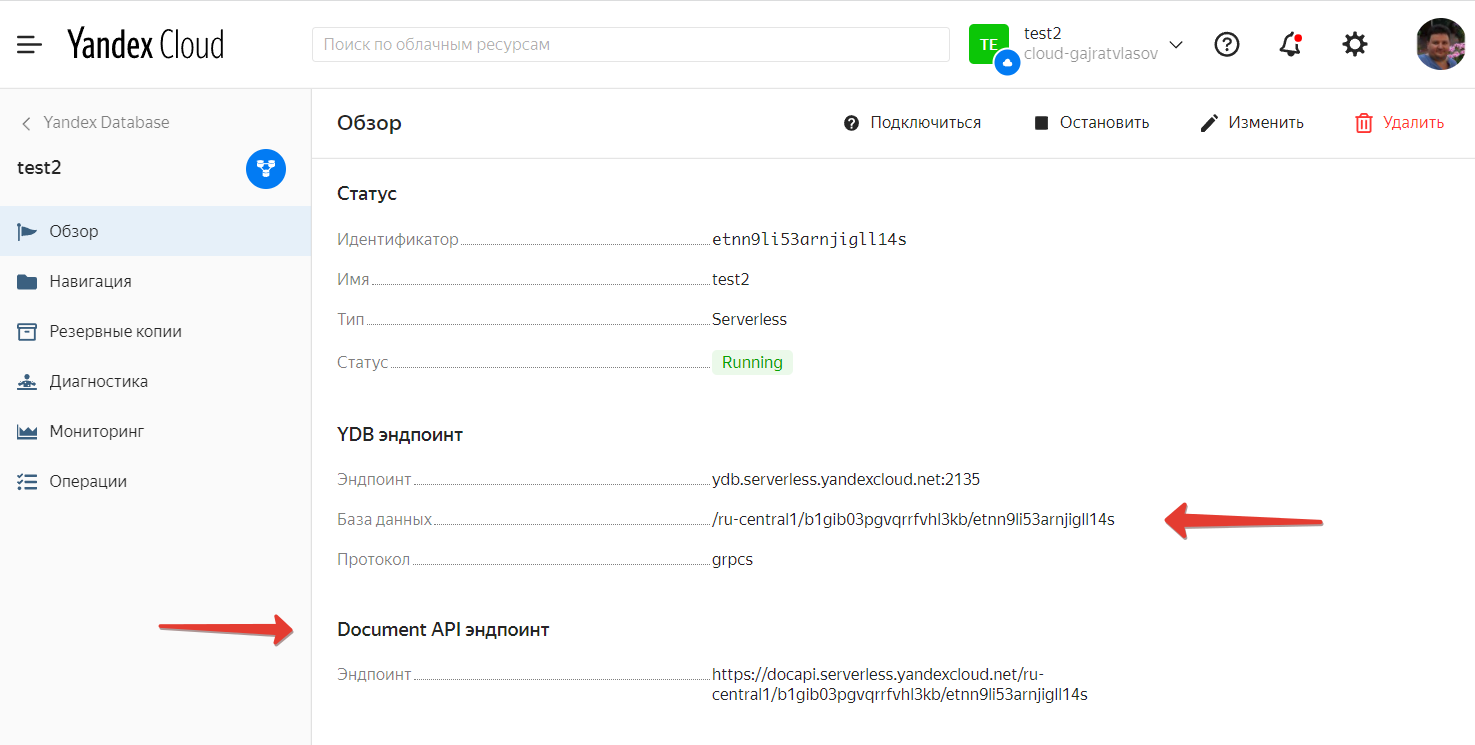 Yandex Cloud
Поиск по облачным ресурсам
TE
test2
cloud-gajratvlasov
Yandex Database
test2
Обзор
Навигация
Резервные копии
Диагностика
Мониторинг
Операции
Обзор
Подключиться
Остановить
Изменить
Удалить
Статус
Идентификатор etnn9li53arnjigll14s
Имя test2
Тип Serverless
Статус Running
YDB эндпоинт
Эндпоинт ydb.serverless.yandexcloud.net:2135
База данных /ru-central1/b1gib03pgvqrrfvhl3kb/etnn9li53arnjigll14s
Протокол grpcs
Document API эндпоинт
Эндпоинт https://docapi.serverless.yandexcloud.net/ru-
central1/b1gib03pgvqrrfvhl3kb/etnn9li53arnjigll14s